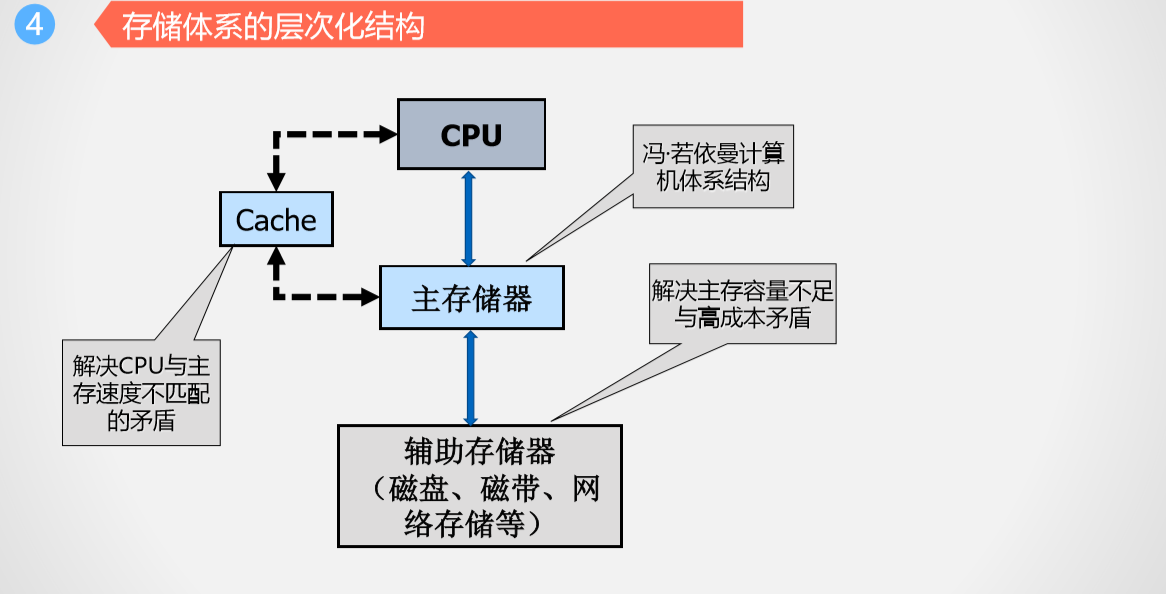 4
存储体系的层次化结构
CPU
冯·若依曼计算
机体系结构
Cache
主存储器
解决主存容量不足
与高成本矛盾
解决CPU与主
存速度不匹配
的矛盾
辅助存储器
（磁盘、磁带、网
络存储等）